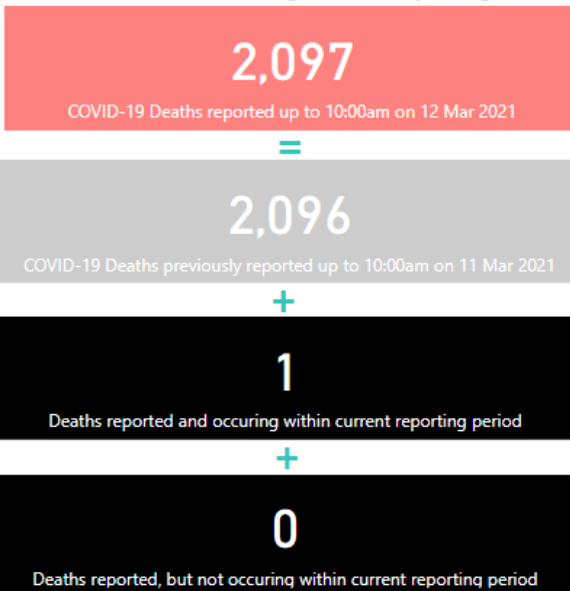 2,097
COVID-19 Deaths reported up to 10:00am on 12 Mar 2021
=
2,096
COVID-19 Deaths previously reported up to 10:00am on 11 Mar 2021
+
1
Deaths reported and occuring within current reporting period
+
0
Deaths reported, but not occuring within current reporting period